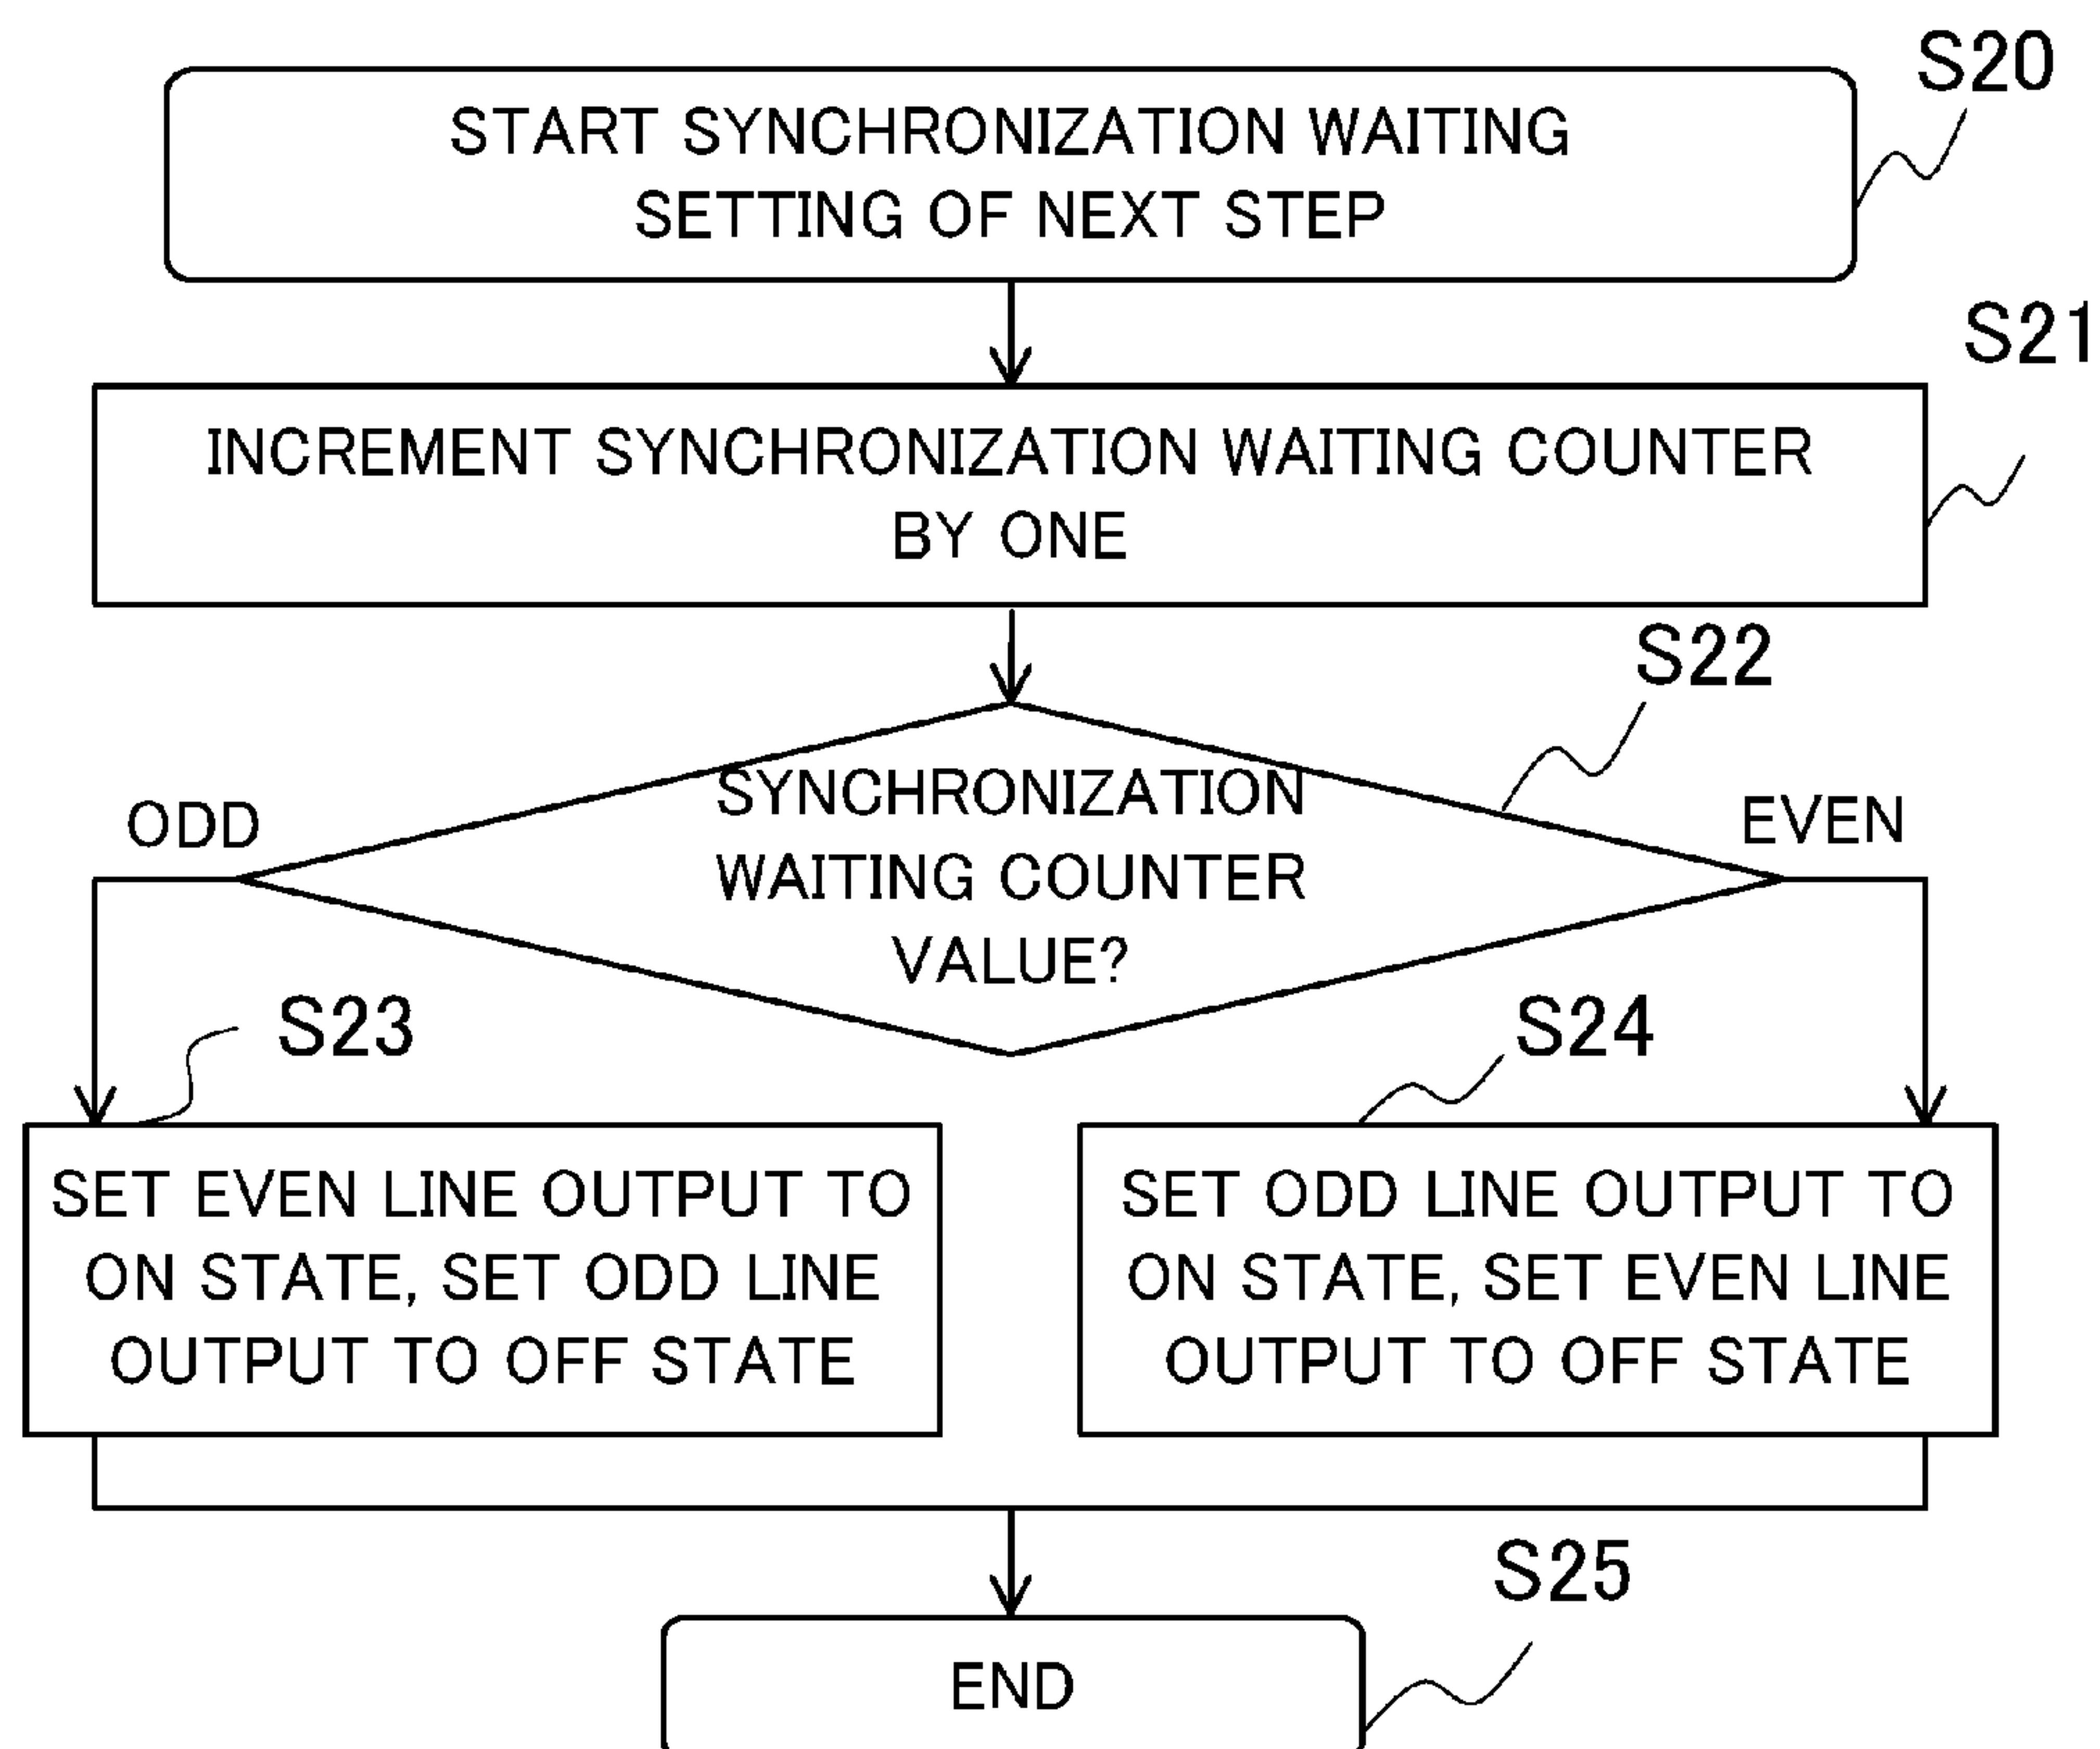 S20
START SYNCHRONIZATION WAITING
SETTING OF NEXT STEP
S21
INCREMENT SYNCHRONIZATION WAITING COUNTER
BY ONE
S22
SYNCHRONIZATION
WAITING COUNTER
VALUE?
ODD
EVEN
S23
SET EVEN LINE OUTPUT TO
ON STATE, SET ODD LINE
OUTPUT TO OFF STATE
S24
SET ODD LINE OUTPUT TO
ON STATE, SET EVEN LINE
OUTPUT TO OFF STATE
S25
END